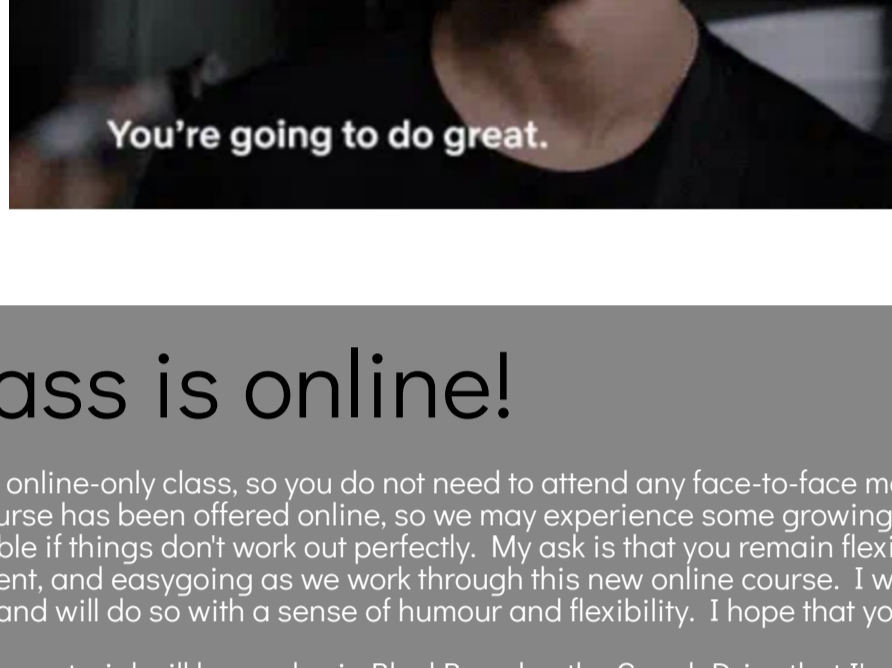 You're going to do great.
ass is online!
online-only class, so you do not need to attend any face-to-face m
urse has been offered online, so we may experience some growing
ble if things don't work out perfectly. My ask is that you remain flexi
ent, and easygoing as we work through this new online course. I w
and will do so with a sense of humour and flexibility. I hope that yo